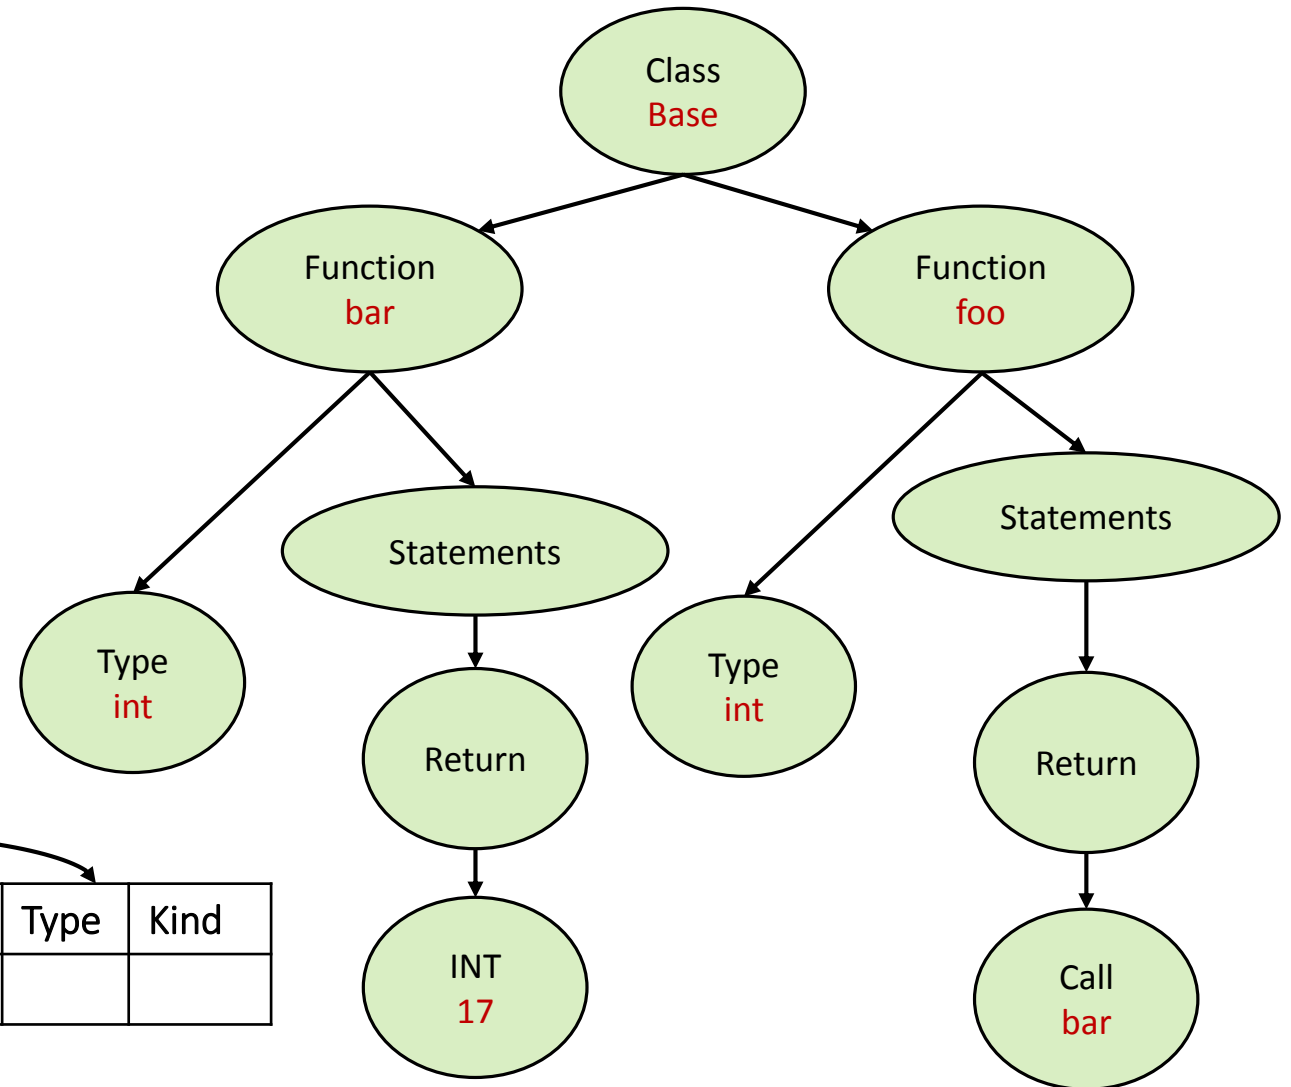 Class
Base
Function
bar
Function
foo
Statements
Statements
Type
int
Type
int
Return
Return
Type Kind
INT
17
Call
bar